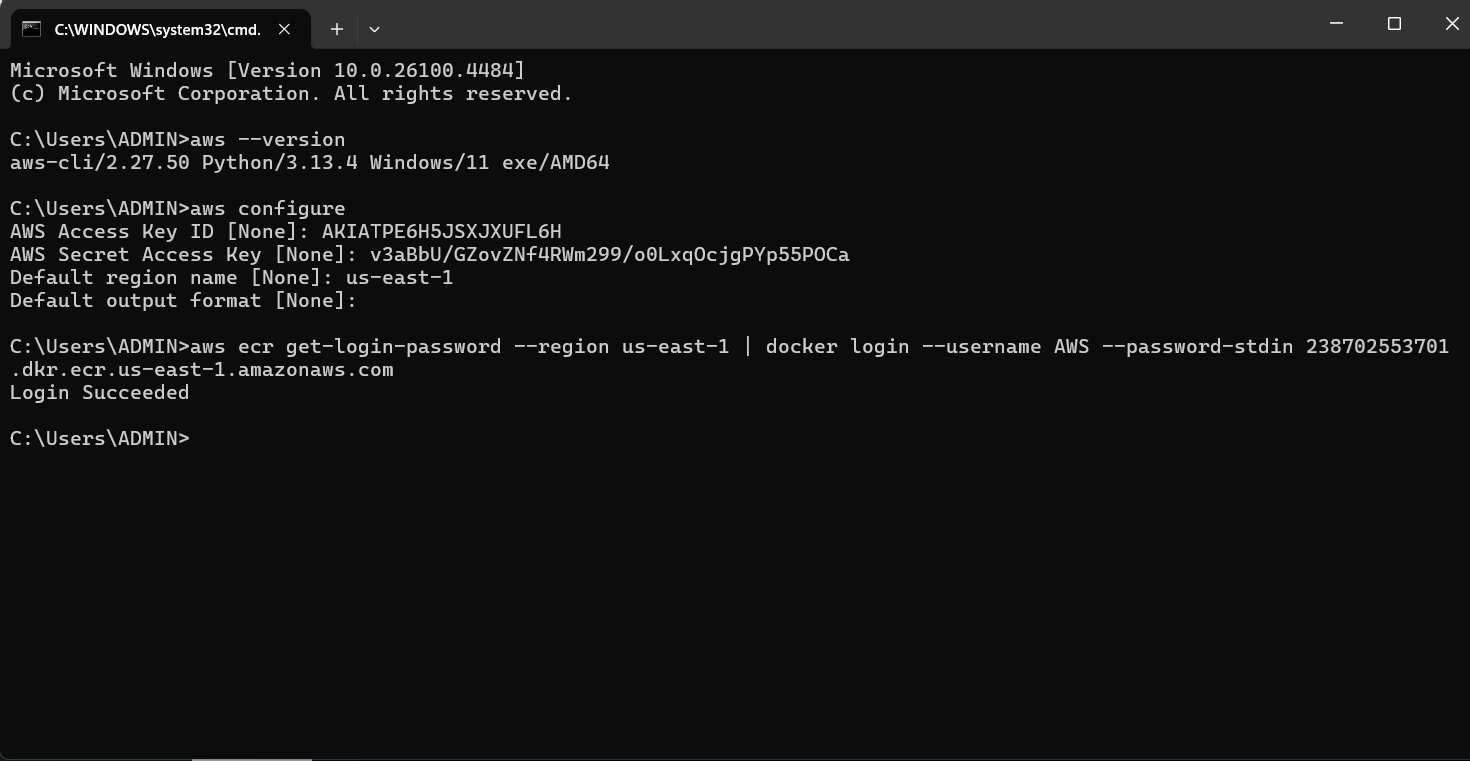 C:\WINDOWS\system32\cmd.
Microsoft Windows [Version 10.0.26100.4484]
(c) Microsoft Corporation. All rights reserved.
C:\Users\ADMIN>aws --version
aws-cli/2.27.50 Python/3.13.4 Windows/11 exe/AMD64
C:\Users\ADMIN>aws configure
AWS Access Key ID [None]: AKIATPE6H5JSXJXUFL6H
AWS Secret Access Key [None]: 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
Default region name [None]: us-east-1
Default output format [None]:
C:\Users\ADMIN>aws ecr get-login-password --region us-east-1 | docker login --username AWS --password-stdin 238702553701
.dkr.ecr.us-east-1.amazonaws.com
Login Succeeded
C:\Users\ADMIN>